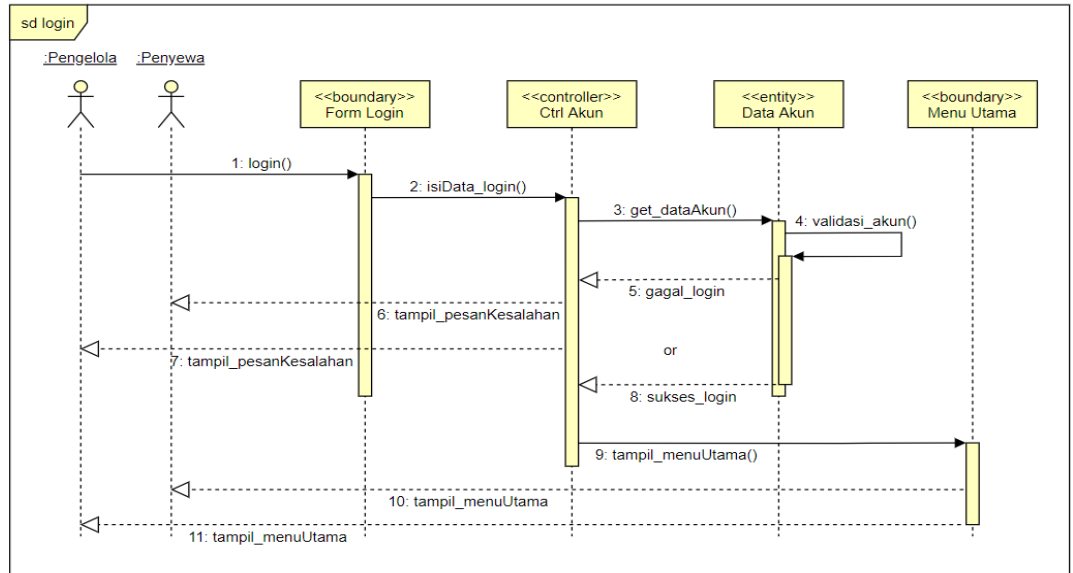 sd login
:Pengelola :Penyewa
<<boundary>>
Form Login
<<controller>>
Ctrl Akun
<<entity>>
Data Akun
<<boundary>>
Menu Utama
1: login()
2: isiData_login()
3: get_dataAkun()
4: validasi_akun()
5: gagal_login
6: tampil_pesanKesalahan
7: tampil_pesanKesalahan
or
8: sukses_login
9: tampil_menuUtama()
10: tampil_menuUtama
11: tampil_menuUtama